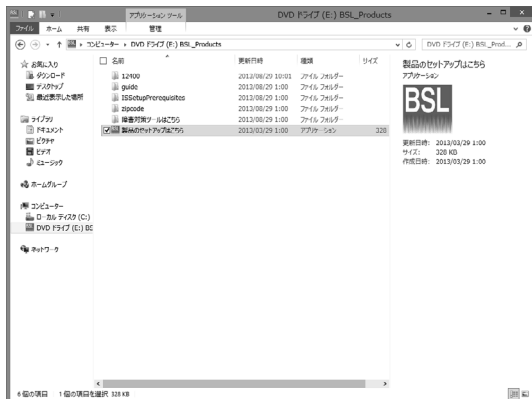 アプリケーション ツール
DVD ドライブ (E:) BSL_Products
ファイル ホーム 共有 表示 管理
コンピューター ▸ DVD ドライブ (E:) BSL_Products
DVD ドライブ (E:) BSL_Prod...
お気に入り
ダウンロード
デスクトップ
最近表示した場所
ライブラリ
ドキュメント
ピクチャ
ビデオ
ミュージック
ホームグループ
コンピューター
ローカル ディスク (C:)
DVD ドライブ (E:) BS
ネットワーク
名前 更新日時 種類 サイズ
12400 2013/08/29 10:01 ファイル フォルダー
guide 2013/08/29 1:00 ファイル フォルダー
ISSetupPrerequisites 2013/08/29 1:00 ファイル フォルダー
zipcode 2013/08/29 1:00 ファイル フォルダー
障害対策ツールはこちら 2013/08/29 1:00 ファイル フォルダー
製品のセットアップはこちら 2013/03/29 1:00 アプリケーション 328
製品のセットアップはこちら
アプリケーション
BSL
更新日時: 2013/03/29 1:00
サイズ: 328 KB
作成日時: 2013/03/29 1:00
6 個の項目 1 個の項目を選択 328 KB